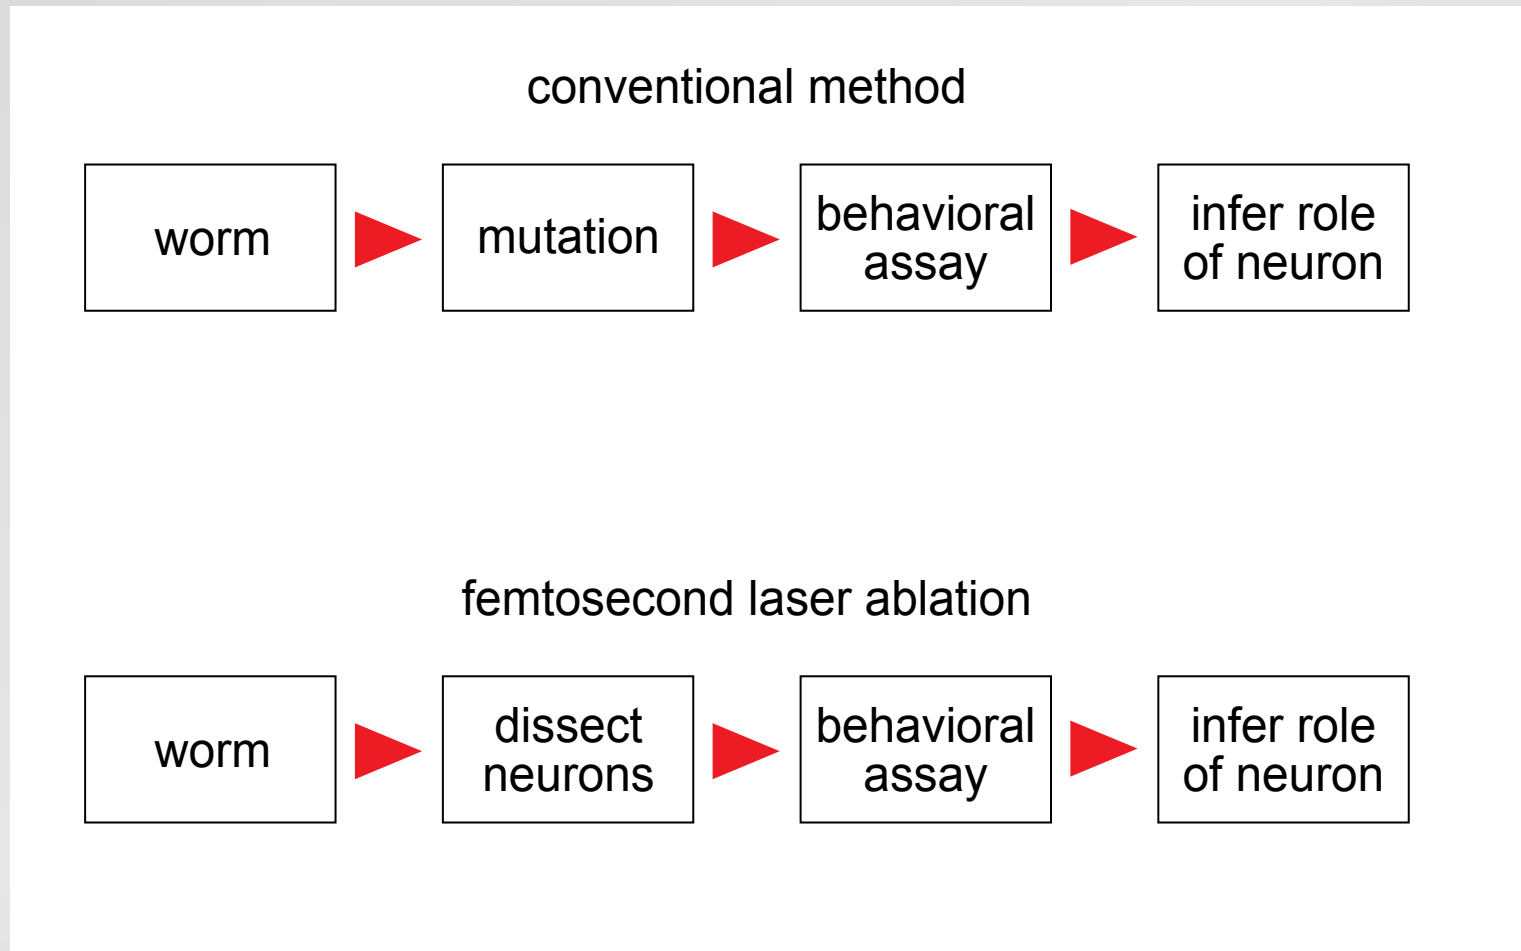 conventional method
worm
mutation
behavioral
assay
infer role
of neuron
femtosecond laser ablation
worm
dissect
neurons
behavioral
assay
infer role
of neuron